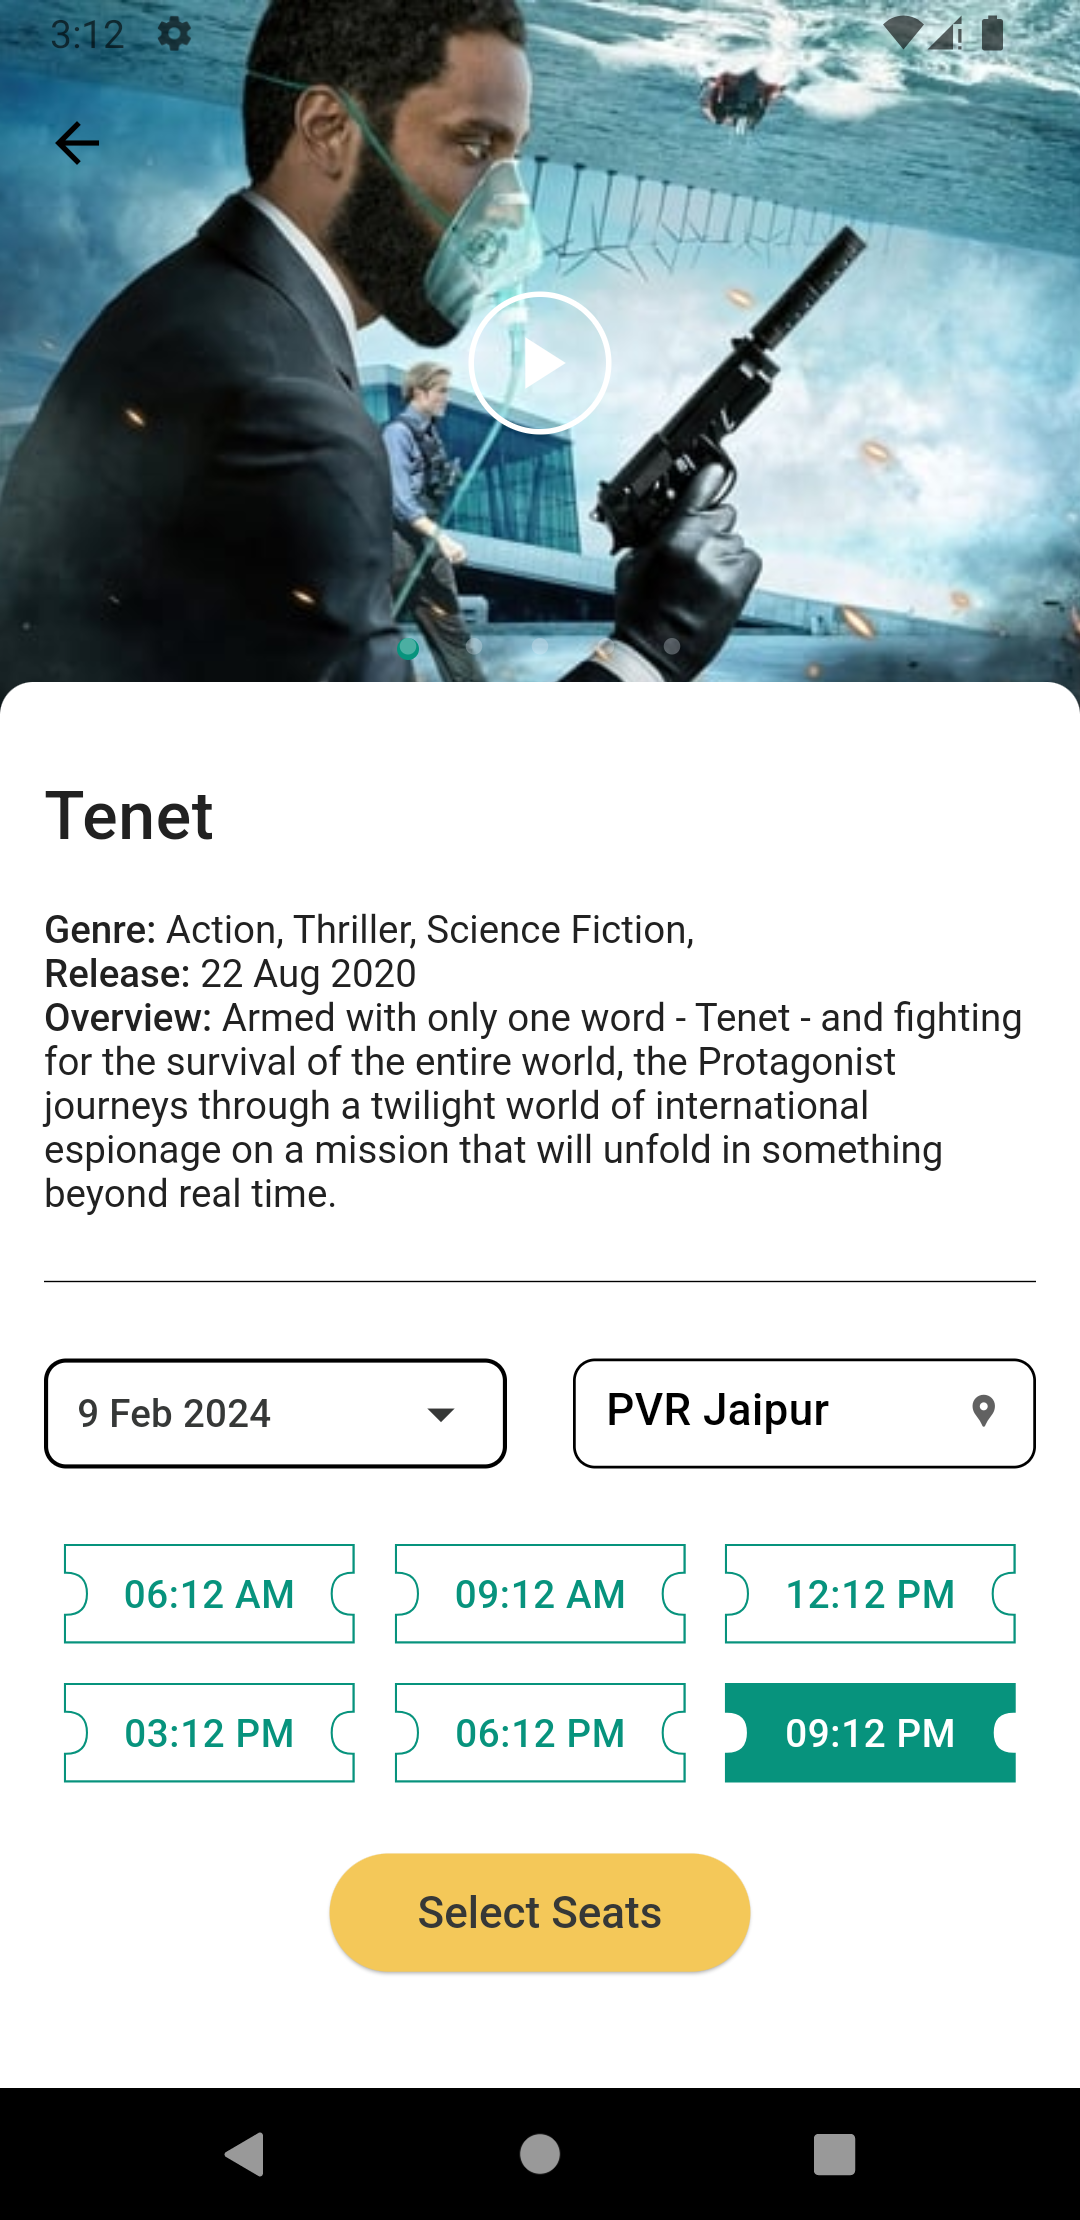 3:12
Tenet
Genre: Action, Thriller, Science Fiction,
Release: 22 Aug 2020
Overview: Armed with only one word - Tenet - and fighting
for the survival of the entire world, the Protagonist
journeys through a twilight world of international
espionage on a mission that will unfold in something
beyond real time.
9 Feb 2024
PVR Jaipur
06:12 AM
09:12 AM
12:12 PM
03:12 PM
06:12 PM
09:12 PM
Select Seats